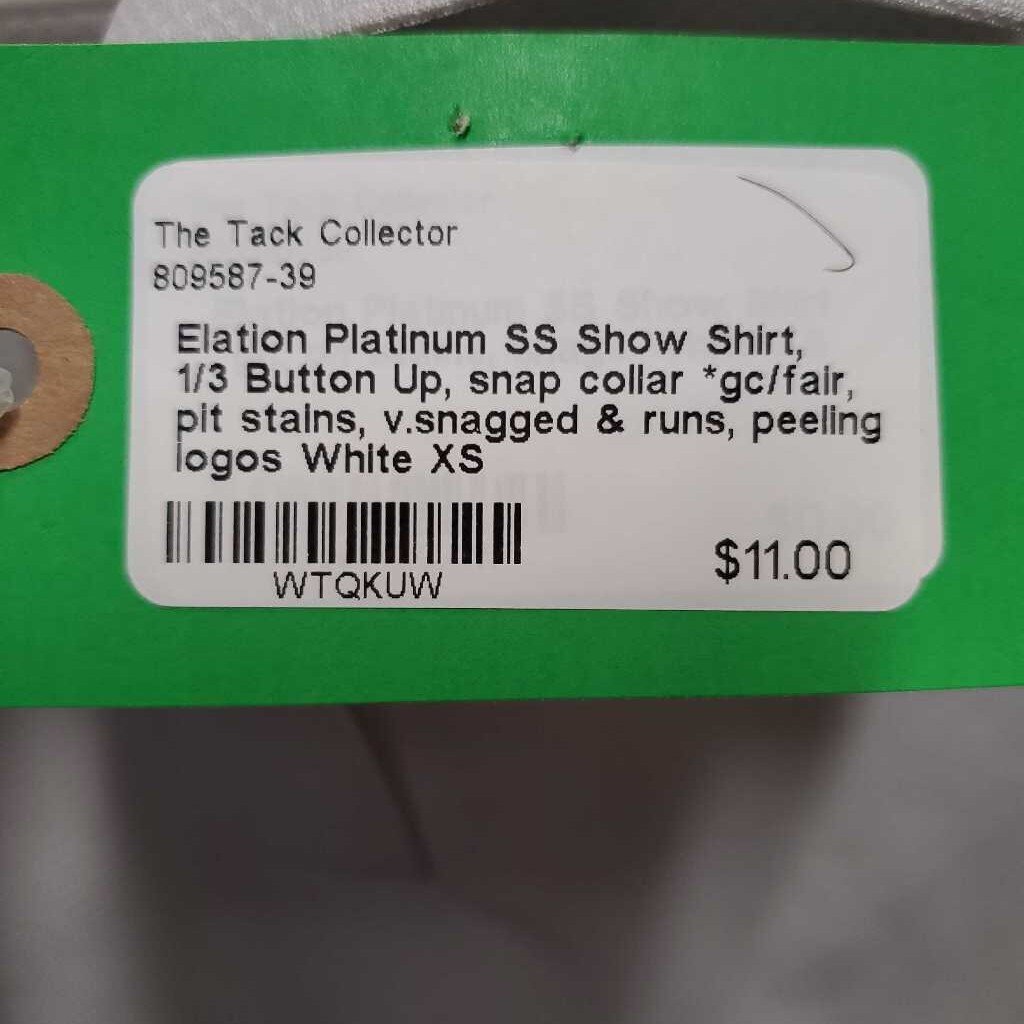 The Tack Collector
809587-39
Elation Platinum SS Show Shirt,
1/3 Button Up, snap collar *gc/fair,
pit stains, v.snagged & runs, peeling
logos White XS
WTQKUW
$11.00